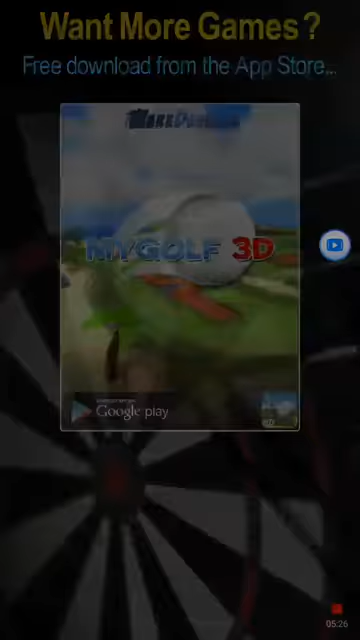 Want More Games?
Free download from the App Store...
MYGOLF 3D
Google play
05:26